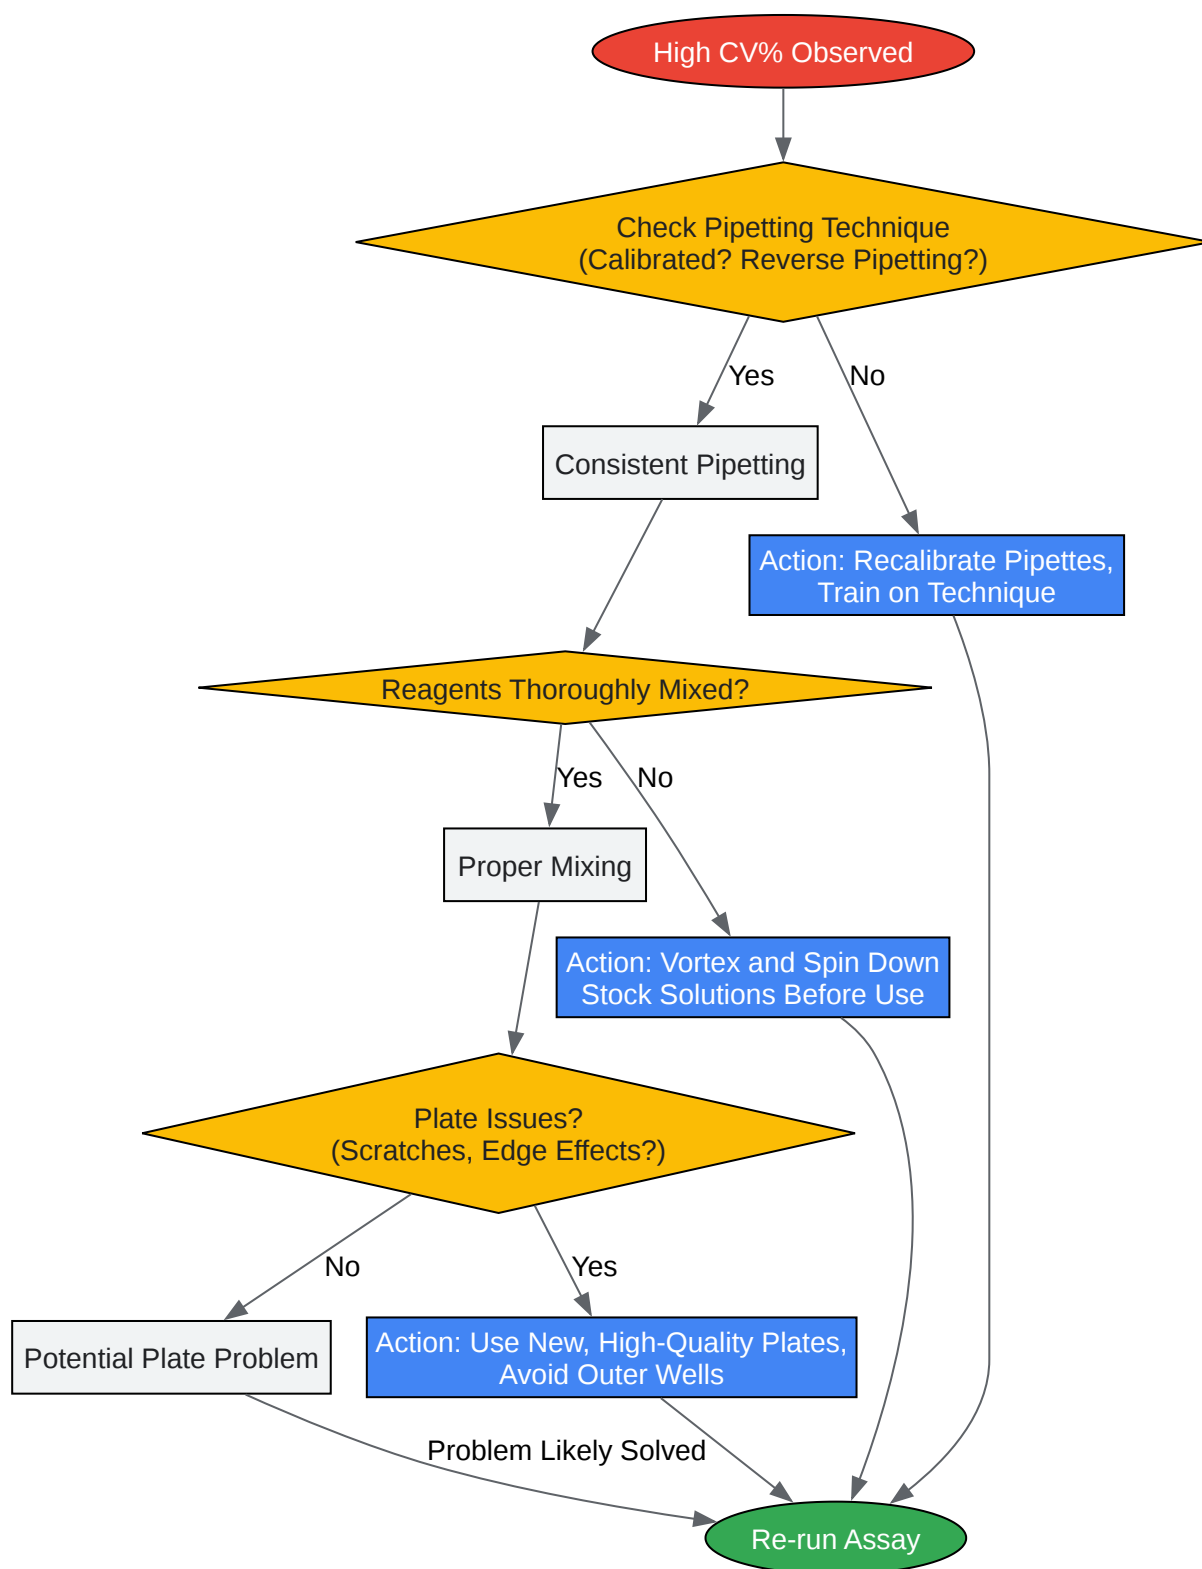 High CV% Observed
Check Pipetting Technique
(Calibrated? Reverse Pipetting?)
Yes
No
Consistent Pipetting
Action: Recalibrate Pipettes,
Train on Technique
Reagents Thoroughly Mixed?
Yes
No
Proper Mixing
Action: Vortex and Spin Down
Stock Solutions Before Use
Plate Issues?
(Scratches, Edge Effects?)
No
Yes
Potential Plate Problem
Action: Use New, High-Quality Plates,
Avoid Outer Wells
Problem Likely Solved
Re-run Assay